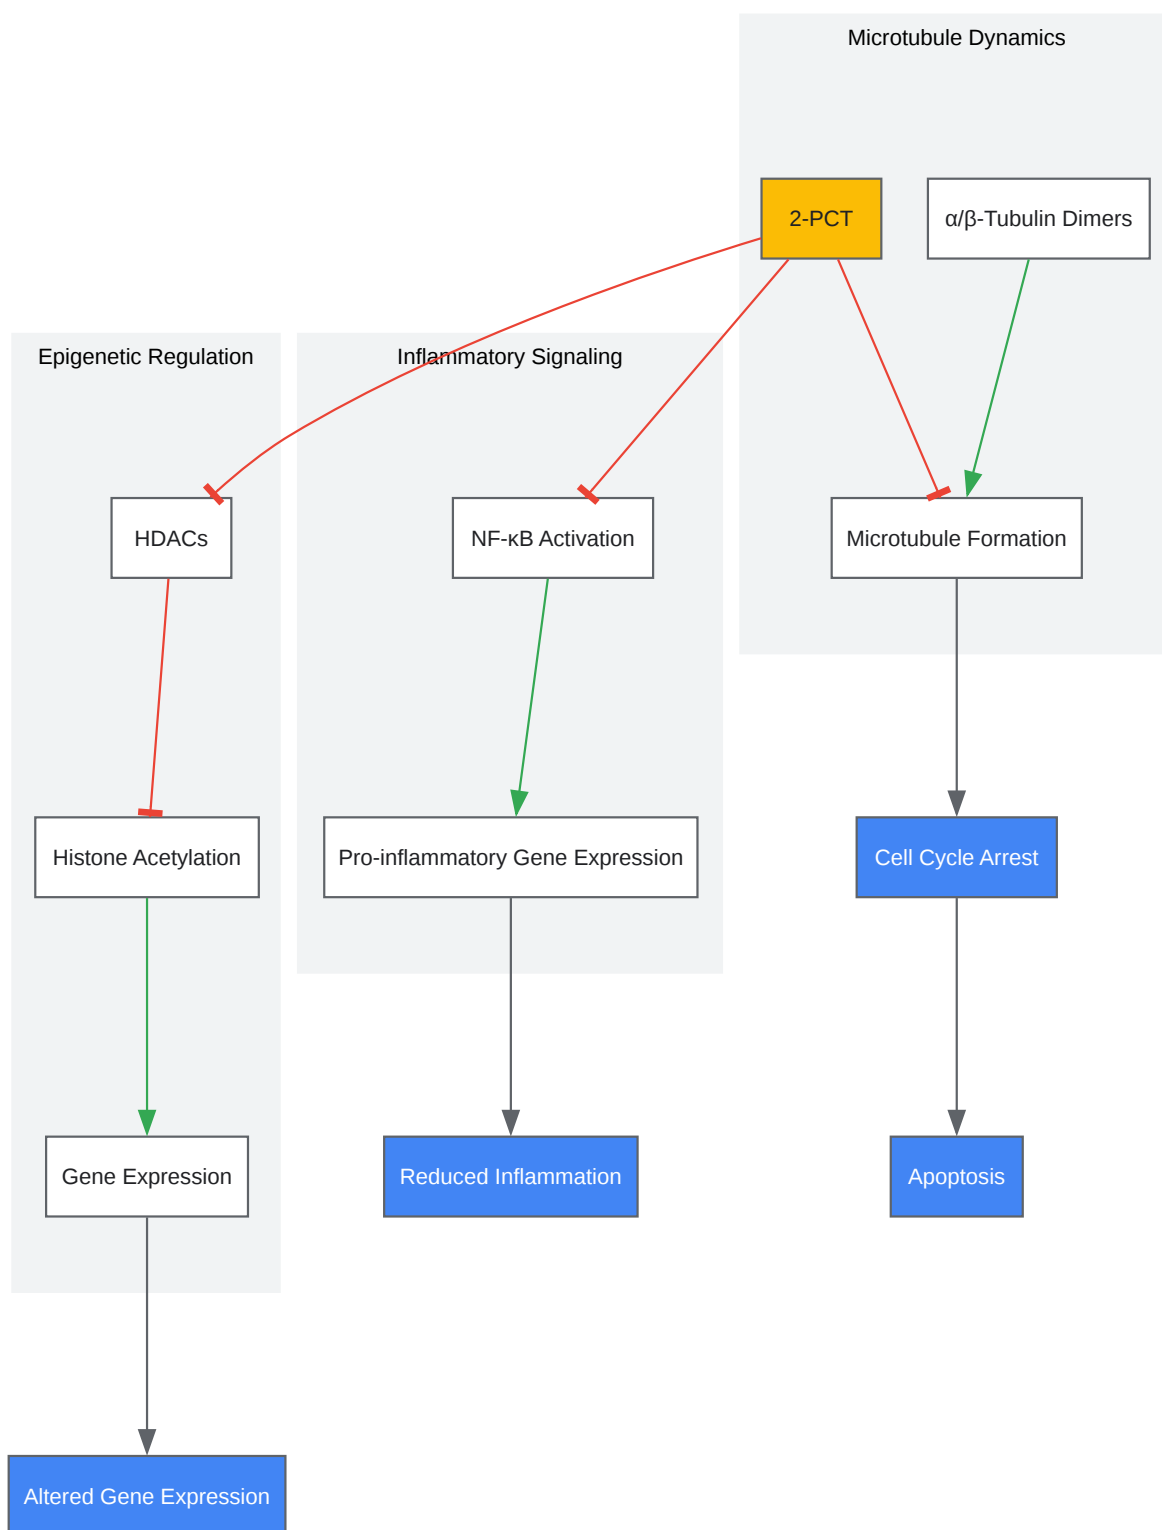 Microtubule Dynamics
2-PCT
α/β-Tubulin Dimers
Epigenetic Regulation
Inflammatory Signaling
HDACs
NF-κB Activation
Microtubule Formation
Histone Acetylation
Pro-inflammatory Gene Expression
Cell Cycle Arrest
Gene Expression
Reduced Inflammation
Apoptosis
Altered Gene Expression